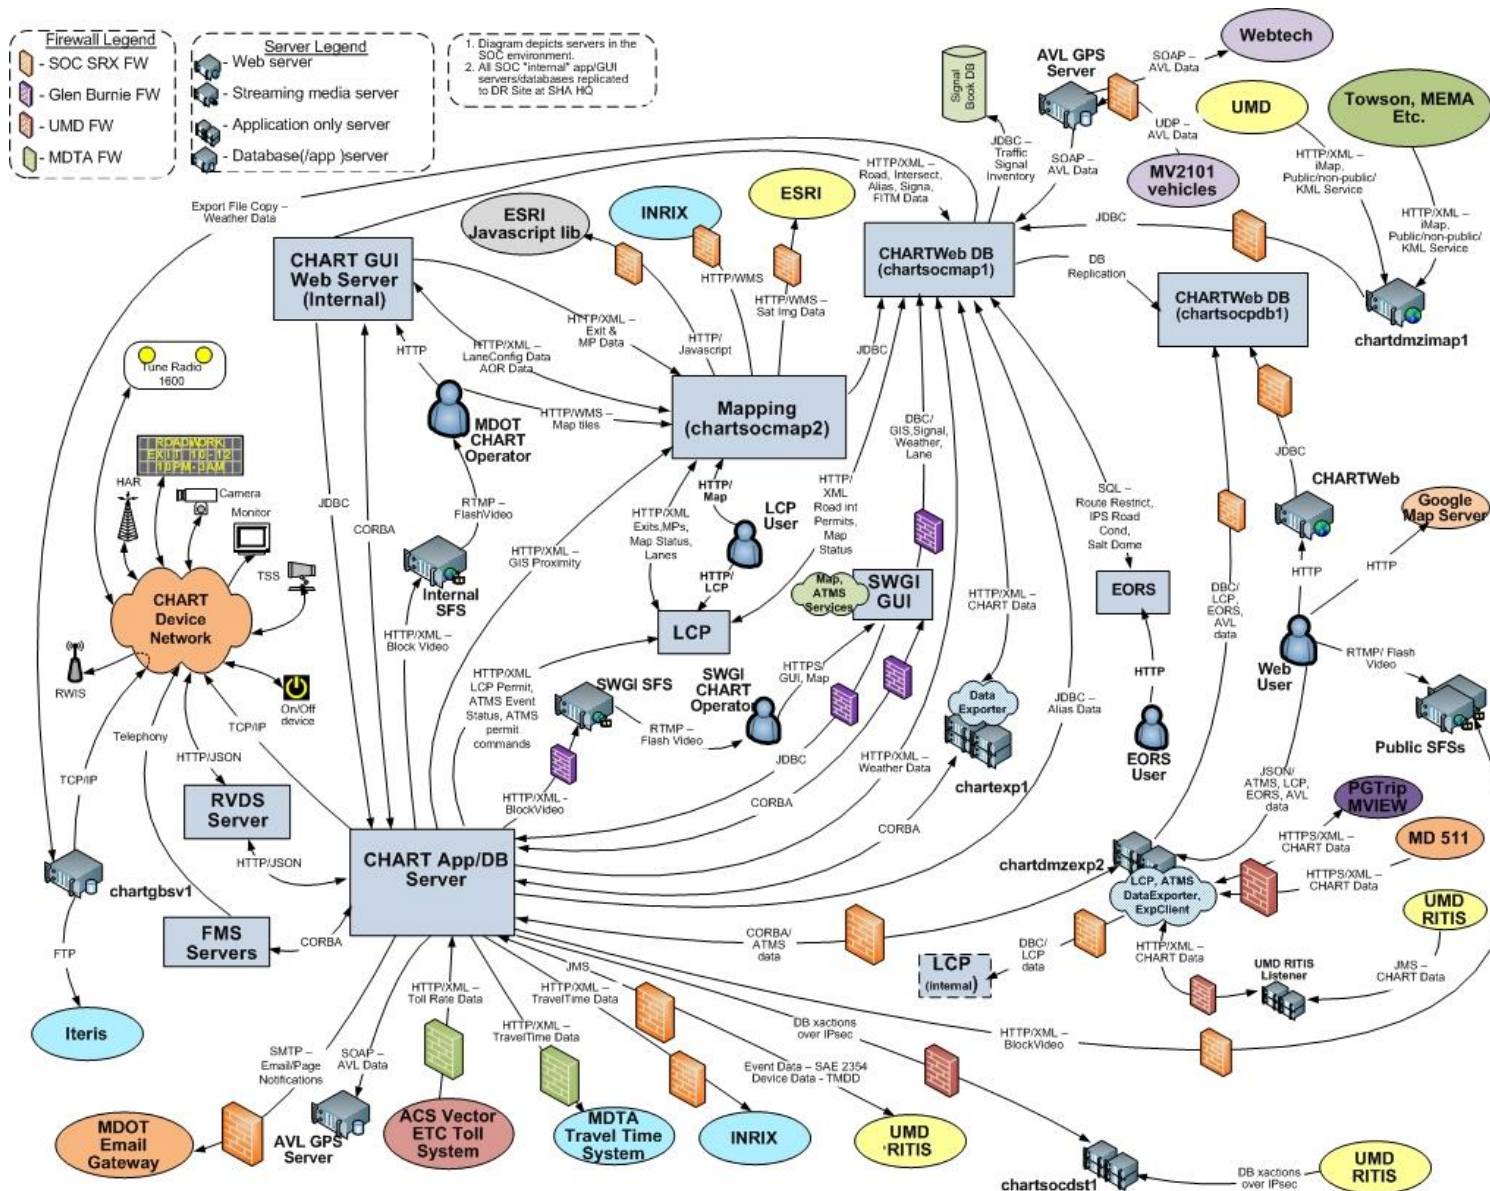 Firewall Legend
- SOC SRX FW
- Glen Burnie FW
- UMD FW
- MDTA FW
Server Legend
- Web server
- Streaming media server
- Application only server
- Database(/app )server
1. Diagram depicts servers in the
SOC environment.
2. All SOC "internal" app/GUI
servers/databases replicated
to DR Site at SHA HQ
Signal
Book DB
AVL GPS
Server
SOAP –
AVL Data
Webtech
UDP –
AVL Data
MV2101
vehicles
UMD
Towson, MEMA
Etc.
HTTP/XML –
iMap,
Public/non-public/
KML Service
HTTP/XML –
iMap,
Public/non-public/
KML Service
JDBC –
Traffic
Signal
Inventory
SOAP –
AVL Data
HTTP/XML –
Road, Intersect,
Alias, Signa,
FITM Data
Export File Copy –
Weather Data
ESRI
Javascript lib
INRIX
ESRI
JDBC
CHART GUI
Web Server
(Internal)
CHARTWeb DB
(chartsocmap1)
DB
Replication
CHARTWeb DB
(chartsocpdb1)
chartdmzimap1
HTTP/WMS
HTTP/WMS –
Sat Img Data
HTTP/XML –
Exit &
MP Data
HTTP/
Javascript
HTTP
HTTP/XML –
LaneConfig Data
AOR Data
JDBC
Tune Radio
1600
Mapping
(chartsocmap2)
MDOT
CHART
Operator
HTTP/WMS –
Map tiles
DBC/
GIS,Signal,
Weather,
Lane
ROADWORK
EXIT 10-12
10PM-3AM
HAR
Camera
Monitor
TSS
JDBC
CORBA
RTMP –
FlashVideo
HTTP/
Map
LCP
User
HTTP/
XML
Road int
Permits,
Map
Status
SQL –
Route Restrict,
IPS Road
Cond,
Salt Dome
JDBC
CHARTWeb
Google
Map Server
HTTP/XML
Exits,MPs,
Map Status,
Lanes
HTTP/XML –
GIS Proximity
HTTP/
LCP
Internal
SFS
Map,
ATMS
Services
SWGI
GUI
EORS
HTTP
HTTP
CHART
Device
Network
RWIS
On/Off
device
HTTP/XML –
Block Video
LCP
HTTP/XML –
CHART Data
DBC/
LCP,
EORS,
AVL
data
Web
User
RTMP/ Flash
Video
HTTP/XML
LCP Permit,
ATMS Event
Status, ATMS
permit
commands
SWGI SFS
RTMP –
Flash Video
SWGI
CHART
Operator
HTTPS/
GUI, Map
HTTP
EORS
User
Data
Exporter
chartexp1
JDBC –
Alias Data
Public SFSs
TCP/IP
Telephony
TCP/IP
HTTP/JSON
RVDS
Server
HTTP/JSON
JDBC
HTTP/XML –
Weather Data
HTTP/XML -
BlockVideo
CORBA
CORBA
JSON/
ATMS, LCP,
EORS, AVL
data
PGTrip
MVIEW
HTTPS/XML –
CHART Data
MD 511
HTTPS/XML –
CHART Data
chartdmzexp2
LCP, ATMS
DataExporter,
ExpClient
UMD
RITIS
CHART App/DB
Server
chartgbsv1
FMS
Servers
CORBA
FTP
Iteris
CORBA/
ATMS
data
DBC/
LCP
data
LCP
(internal)
HTTP/XML –
CHART Data
UMD RITIS
Listener
JMS –
CHART Data
JMS
HTTP/XML –
Toll Rate Data
HTTP/XML –
TravelTime Data
HTTP/XML –
TravelTime Data
DB xactions
over IPsec
HTTP/XML –
BlockVideo
SMTP –
Email/Page
Notifications
SOAP –
AVL Data
Event Data – SAE 2354
Device Data - TMDD
MDOT
Email
Gateway
AVL GPS
Server
ACS Vector
ETC Toll
System
MDTA
Travel Time
System
INRIX
UMD
RITIS
chartsocdst1
DB xactions
over IPsec
UMD
RITIS